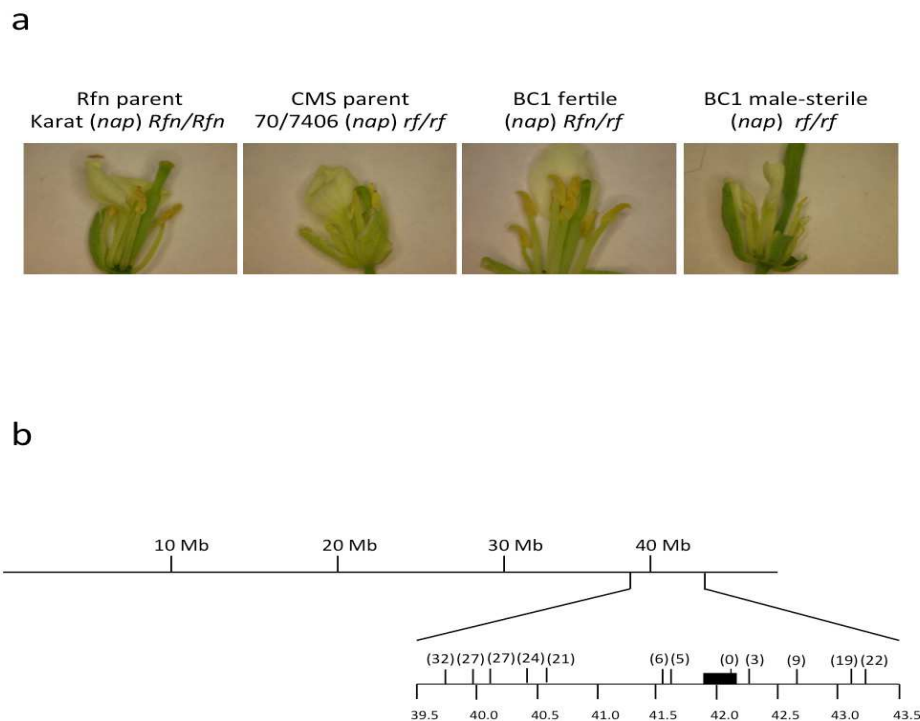 a
Rfn parent CMS parent BC1 fertile BC1 male-sterile
Karat (nap) Rfn/Rfn 70/7406 (nap) rf/rf (nap) Rfn/rf (nap) rf/rf
b
10 Mb 20 Mb 30 Mb 40 Mb
(32) (27) (27) (24) (21) (6) (5) (0) (3) (9) (19) (22)
39.5 40.0 40.5 41.0 41.5 42.0 42.5 43.0 43.5